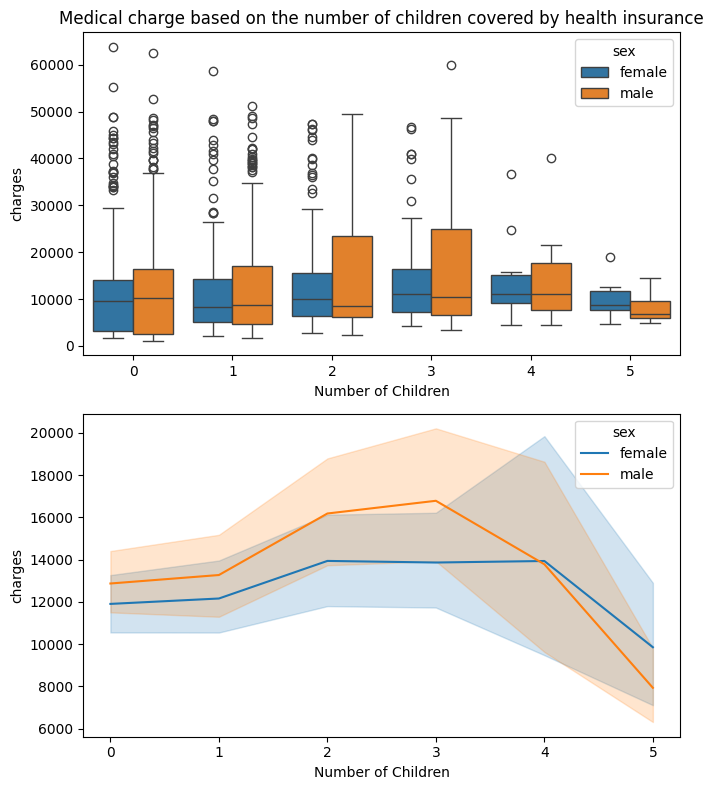 Medical charge based on the number of children covered by health insurance
60000
50000
40000
30000
20000
10000
0
charges
sex
female
male
0 1 2 3 4 5
Number of Children
20000
18000
16000
14000
12000
10000
8000
6000
charges
sex
female
male
0 1 2 3 4 5
Number of Children